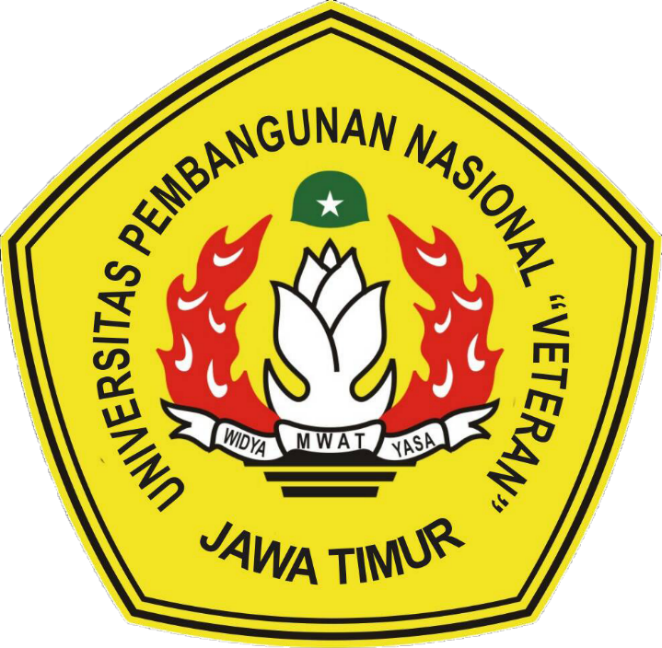 UNIVERSITAS PEMBANGUNAN NASIONAL "VETERAN"
WIDYA MWAT YASA
JAWA TIMUR